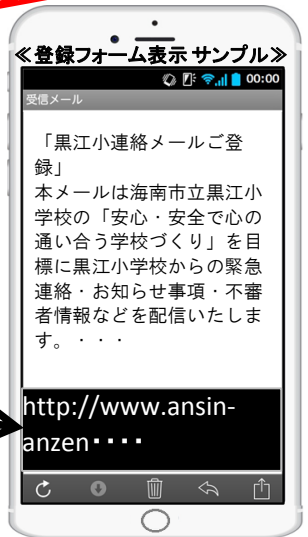 ≪登録フォーム表示 サンプル≫
00:00
受信メール
「黒江小連絡メールご登
録」
本メールは海南市立黒江小
学校の「安心・安全で心の
通い合う学校づくり」を目
標に黒江小学校からの緊急
連絡・お知らせ事項・不審
者情報などを配信いたしま
す。・・・
http://www.ansin-
anzen････